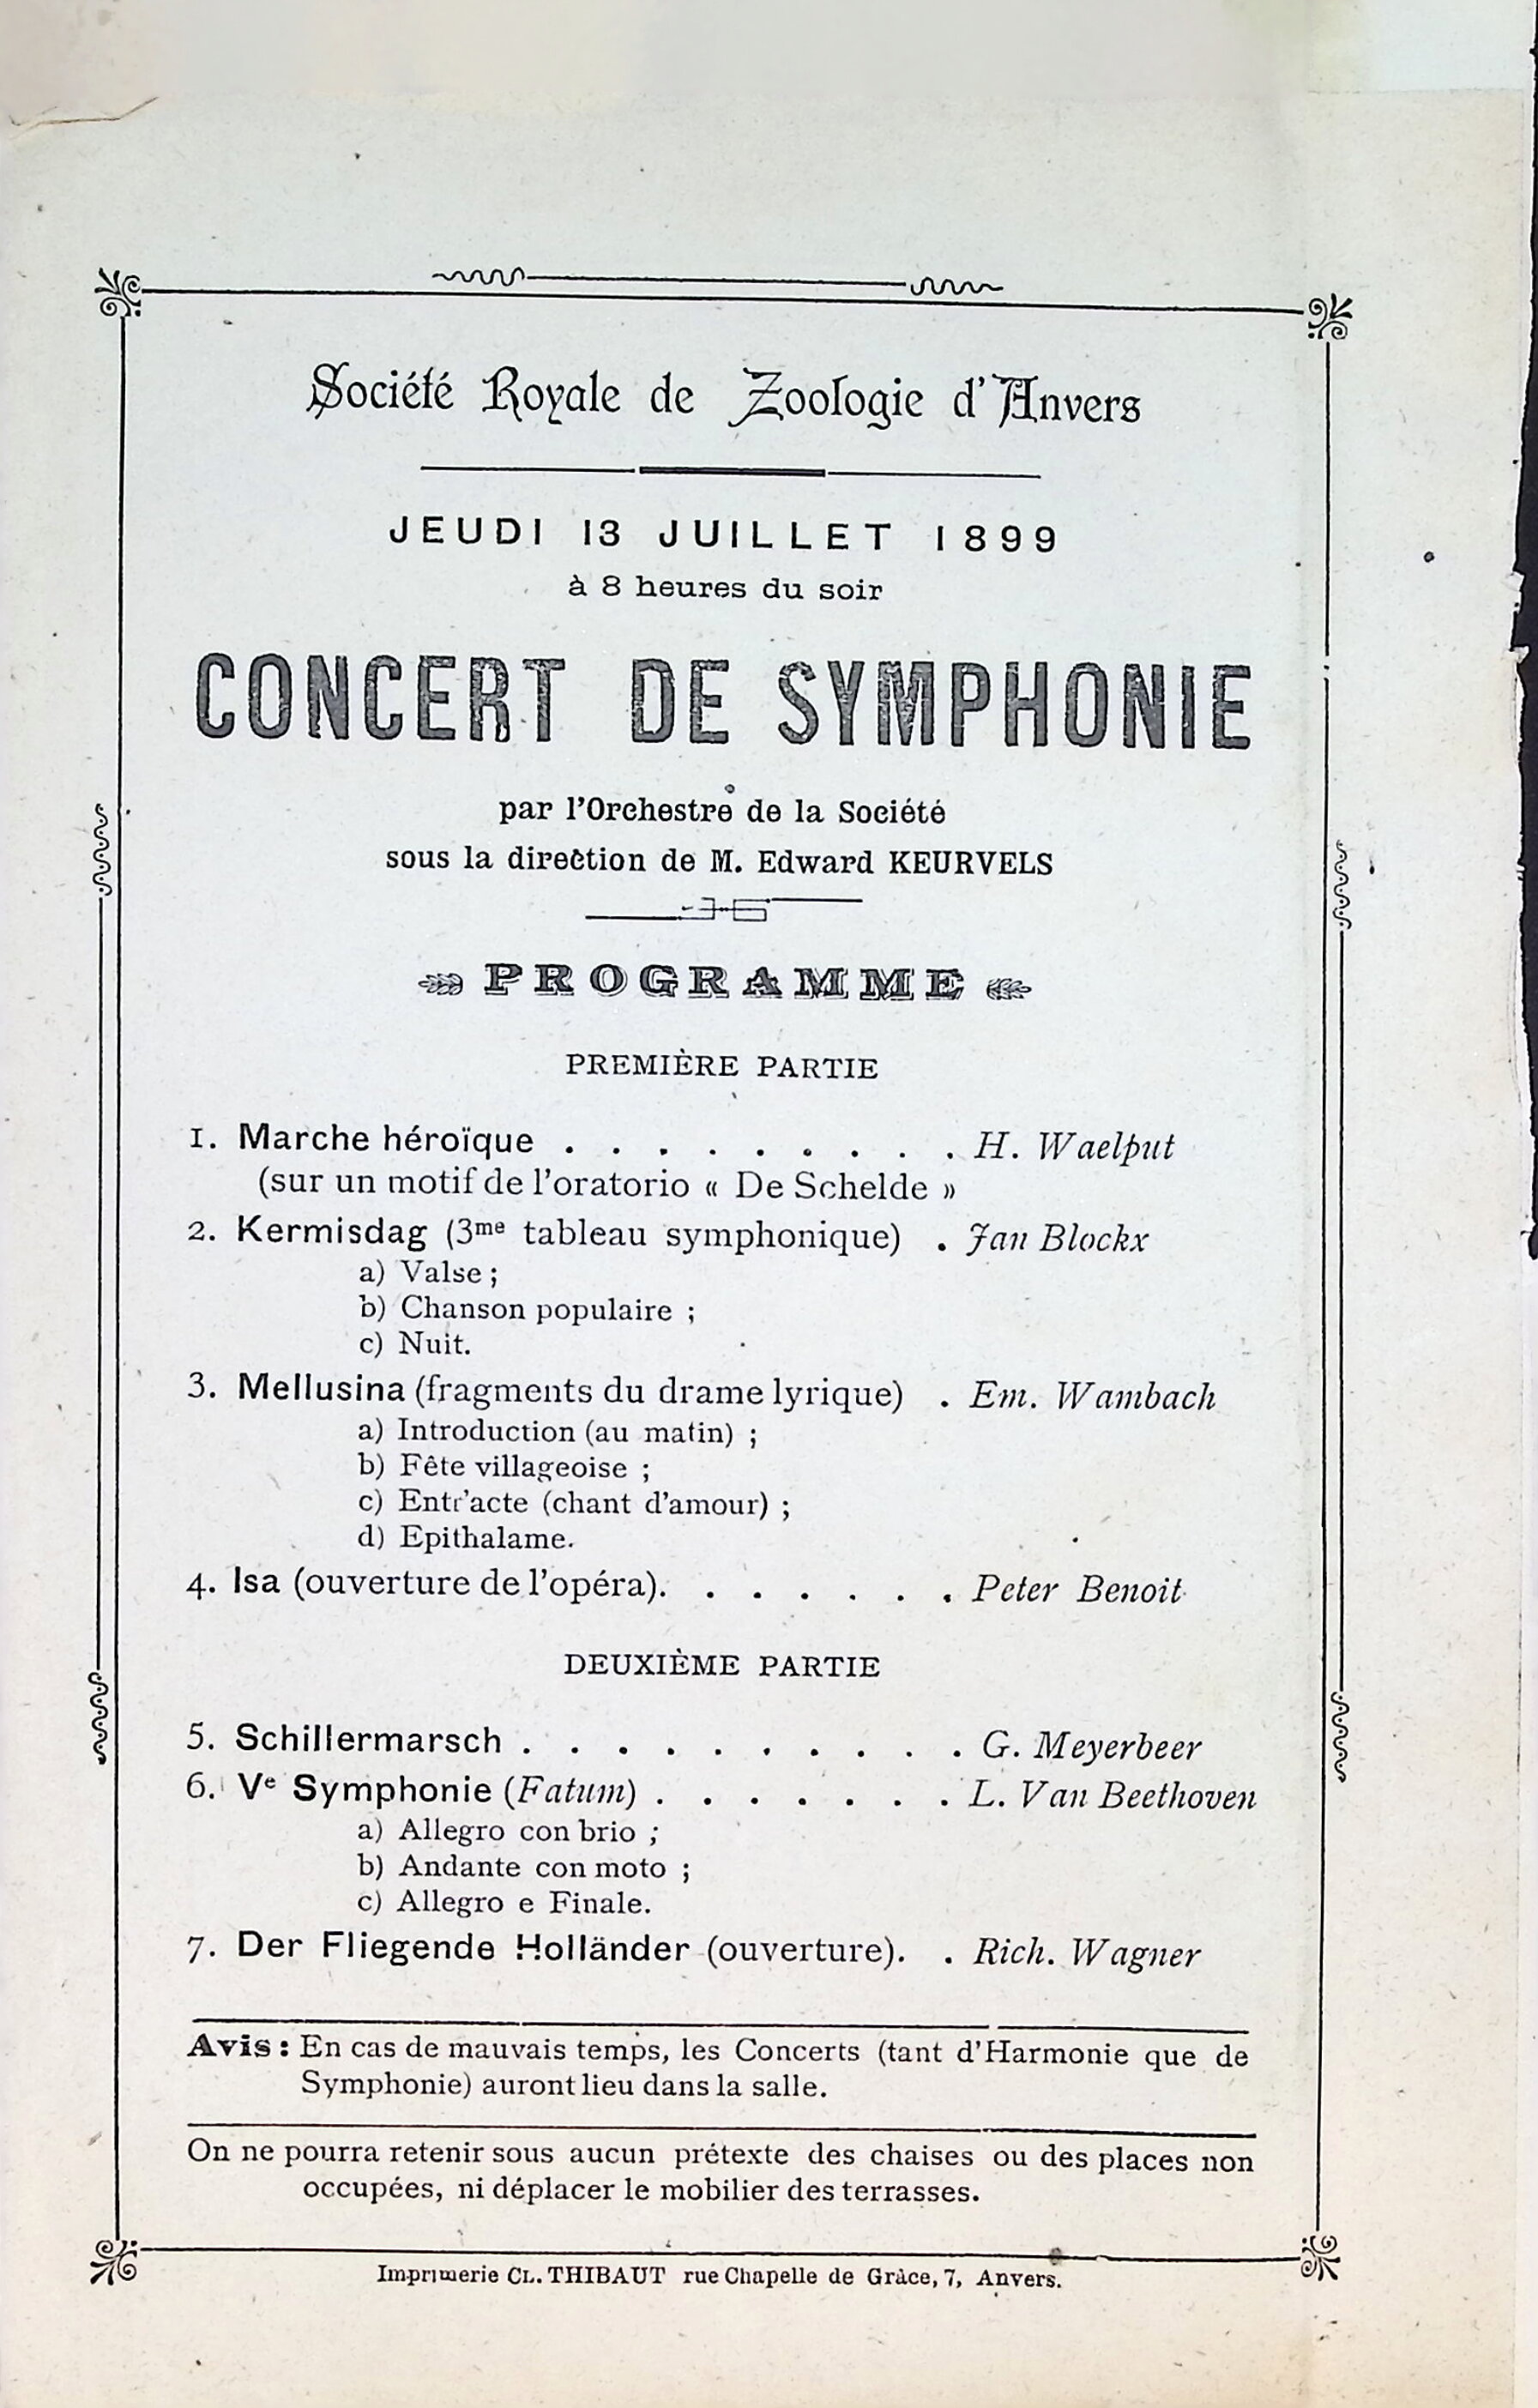 Société Royale de Zoologie d'Anvers
JEUDI 13 JUILLET 1899
à 8 heures du soir
CONCERT DE SYMPHONIE
par l'Orchestre de la Société
sous la direction de M. Edward KEURVELS
PROGRAMME
PREMIÈRE PARTIE
1. Marche héroïque . . . . . . . . . H. Waelput
(sur un motif de l'oratorio « De Schelde »
2. Kermisdag (3me tableau symphonique) . Jan Blockx
a) Valse ;
b) Chanson populaire ;
c) Nuit.
3. Mellusina (fragments du drame lyrique) . Em. Wambach
a) Introduction (au matin) ;
b) Fête villageoise ;
c) Entr'acte (chant d'amour) ;
d) Epithalame.
4. Isa (ouverture de l'opéra). . . . . . . Peter Benoit
DEUXIÈME PARTIE
5. Schillermarsch . . . . . . . . . . G. Meyerbeer
6. Ve Symphonie (Fatum) . . . . . . . L. Van Beethoven
a) Allegro con brio ;
b) Andante con moto ;
c) Allegro e Finale.
7. Der Fliegende Holländer (ouverture). . Rich. Wagner
Avis : En cas de mauvais temps, les Concerts (tant d'Harmonie que de
Symphonie) auront lieu dans la salle.
On ne pourra retenir sous aucun prétexte des chaises ou des places non
occupées, ni déplacer le mobilier des terrasses.
Imprimerie CL. THIBAUT rue Chapelle de Grâce, 7, Anvers.